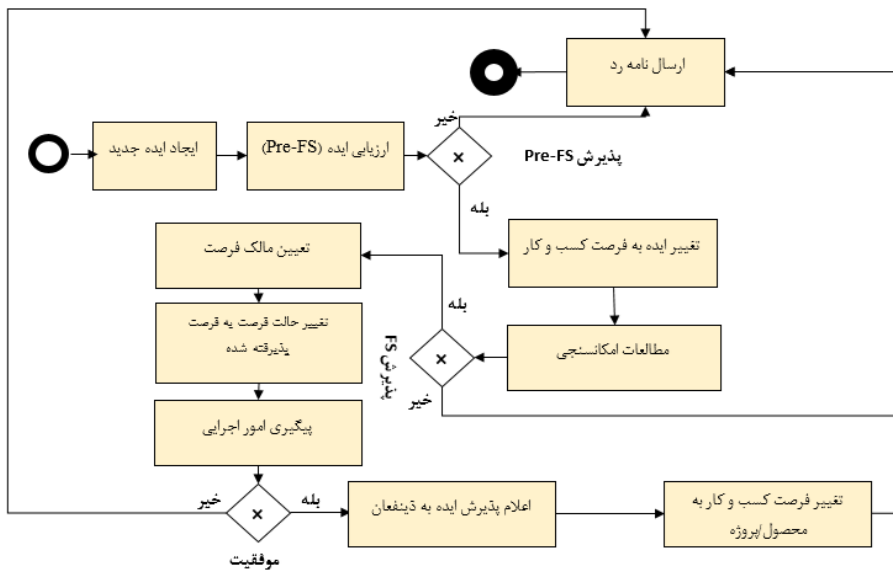 ارسال نامه رد
خیر
ایجاد ایده جدید
ارزیابی ایده (Pre-FS)
پذیرش Pre-FS
بله
تغییر ایده به فرصت کسب و کار
مطالعات امکانسنجی
پذیرش FS
بله
خیر
تعیین مالک فرصت
تغییر حالت فرصت به فرصت
پذیرفته شده
پیگیری امور اجرایی
خیر
بله
موفقیت
اعلام پذیرش ایده به ذینفعان
تغییر فرصت کسب و کار به
محصول/پروژه